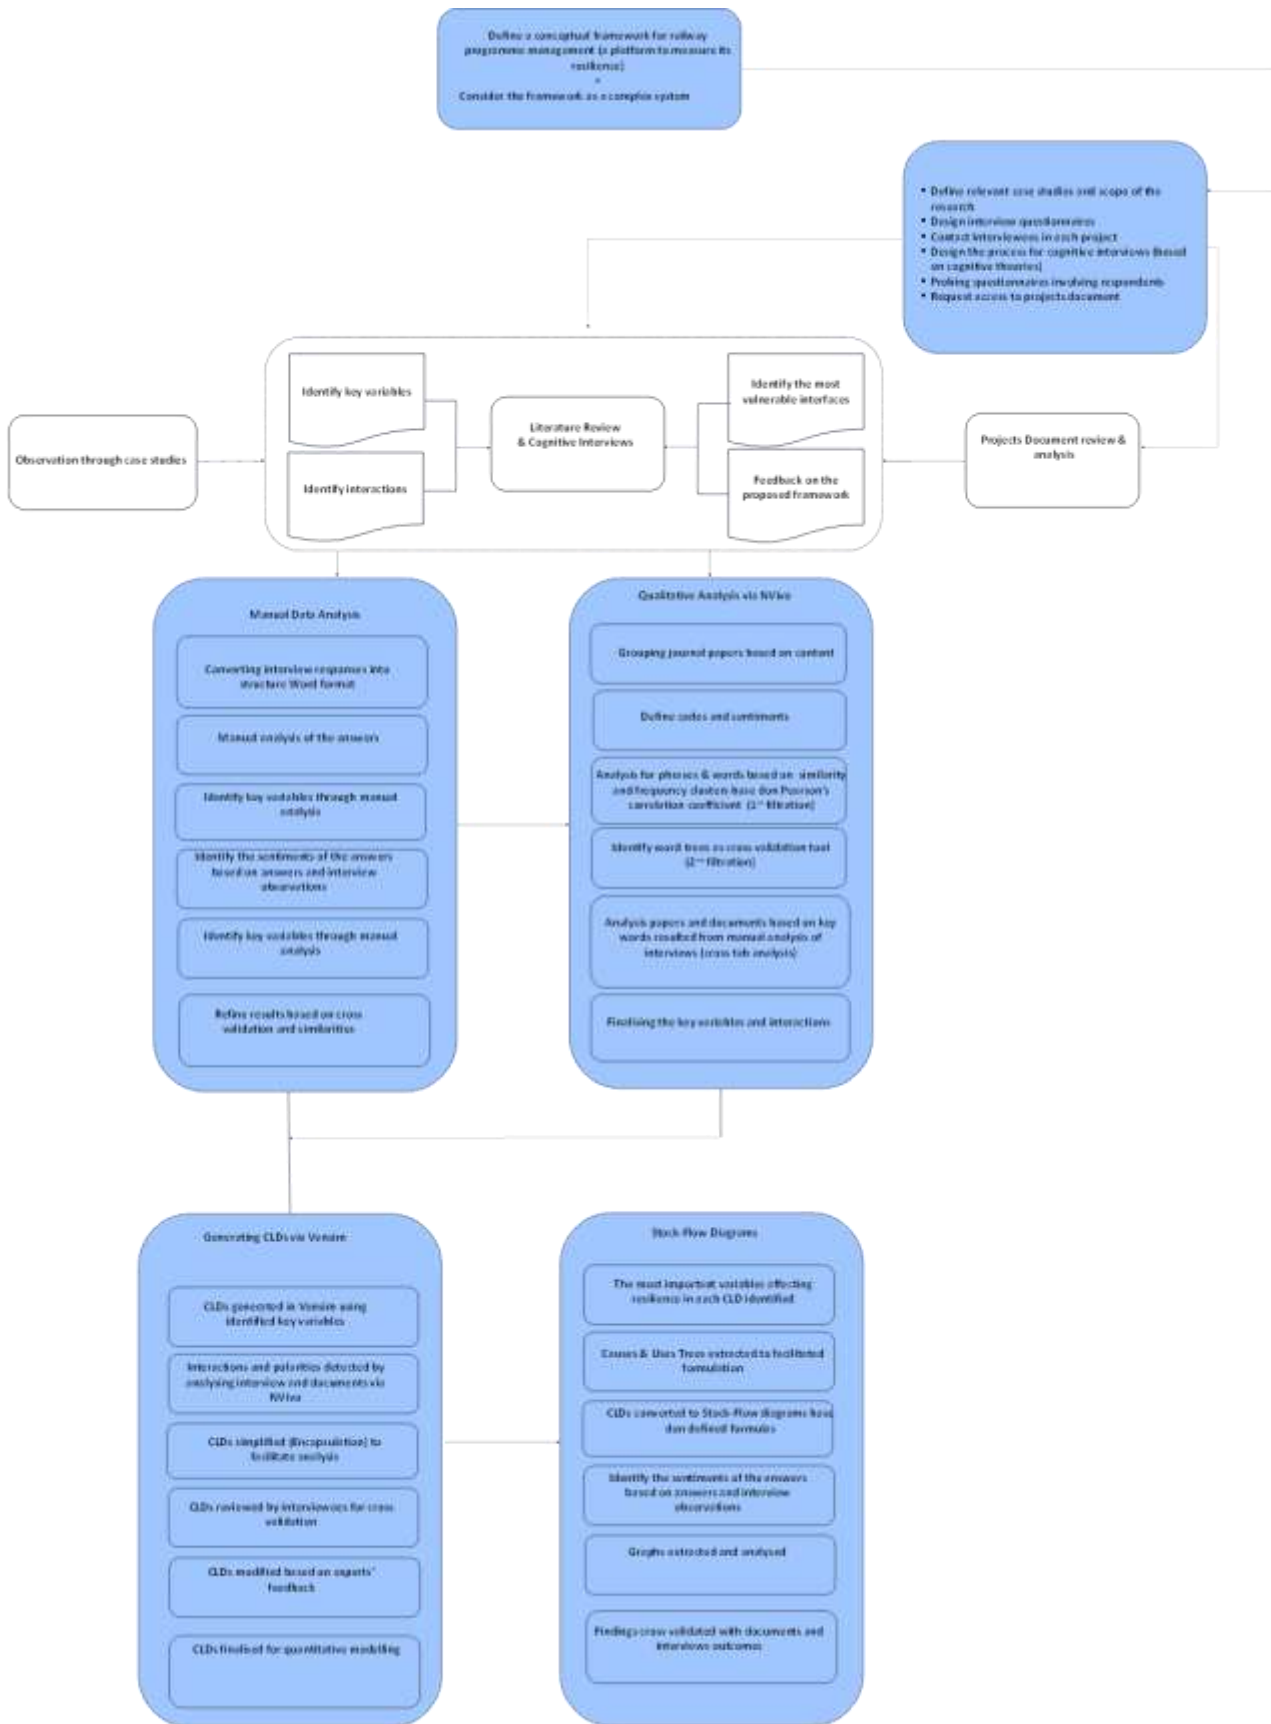 Define a conceptual framework for railway
programme management (a platform to measure its
resilience)
+
Consider the framework as a complex system
• Define relevant case studies and scope of the
research
• Design interview questionnaires
• Contact interviewees in each project
• Design the process for cognitive interviews (based
on cognitive theories)
• Probing questionnaires involving respondents
• Request access to projects document
Identify key variables
Identify interactions
Literature Review
& Cognitive Interviews
Identify the most
vulnerable interfaces
Feedback on the
proposed framework
Observation through case studies
Projects Document review &
analysis
Manual Data Analysis
Converting interview responses into
structure Word format
Manual analysis of the answers
Identify key variables through manual
analysis
Identify the sentiments of the answers
based on answers and interview
observations
Identify key variables through manual
analysis
Refine results based on cross
validation and similarities
Qualitative Analysis via NVivo
Grouping journal papers based on content
Define codes and sentiments
Analysis for phrases & words based on similarity
and frequency clusters base don Pearson's
correlation coefficient (1st filtration)
Identify word trees as cross validation tool
(2nd filtration)
Analysis papers and documents based on key
words resulted from manual analysis of
interviews (cross tab analysis)
Finalising the key variables and interactions
Generating CLDs via Vensim
CLDs generated in Vensim using
identified key variables
Interactions and polarities detected by
analysing interview and documents via
NVivo
CLDs simplified (Encapsulation) to
facilitate analysis
CLDs reviewed by interviewees for cross
validation
CLDs modified based on experts'
feedback
CLDs finalised for quantitative modelling
Stock-Flow Diagrams
The most important variables affecting
resilience in each CLD identified
Causes & Uses Trees extracted to facilitated
formulation
CLDs converted to Stock-Flow diagrams base
don defined formulas
Identify the sentiments of the answers
based on answers and interview
observations
Graphs extracted and analysed
Findings cross validated with documents and
interviews outcomes